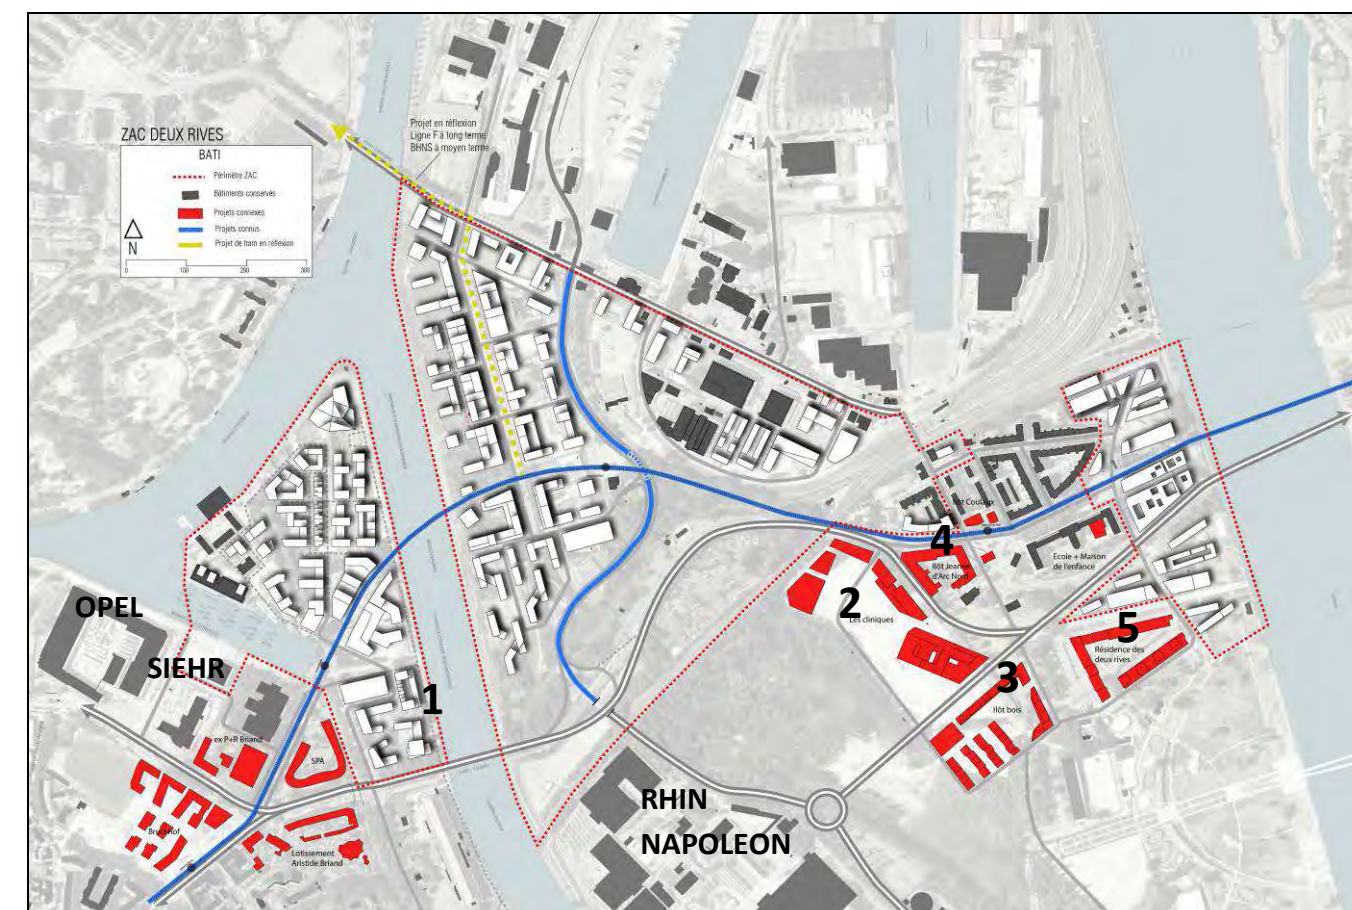 Projet en réflexion
Ligne F à long terme
BHNS à moyen terme
ZAC DEUX RIVES
BATI
Périmètre ZAC
Bâtiments conservés
Projets connexes
Projets connus
Projet de tram en réflexion
N
0 100 200 300
Ilôt Coulaux
4
Ecole + Maison
de l'enfance
Ilôt Jeanne
d'Arc Nord
2
Les cliniques
OPEL
5
Résidence des
deux rives
SIEHR
3
Ilôt bois
1
ex P+R Briand
SPA
RHIN
NAPOLEON
Bruckhof
Lotissement
Aristide Briand